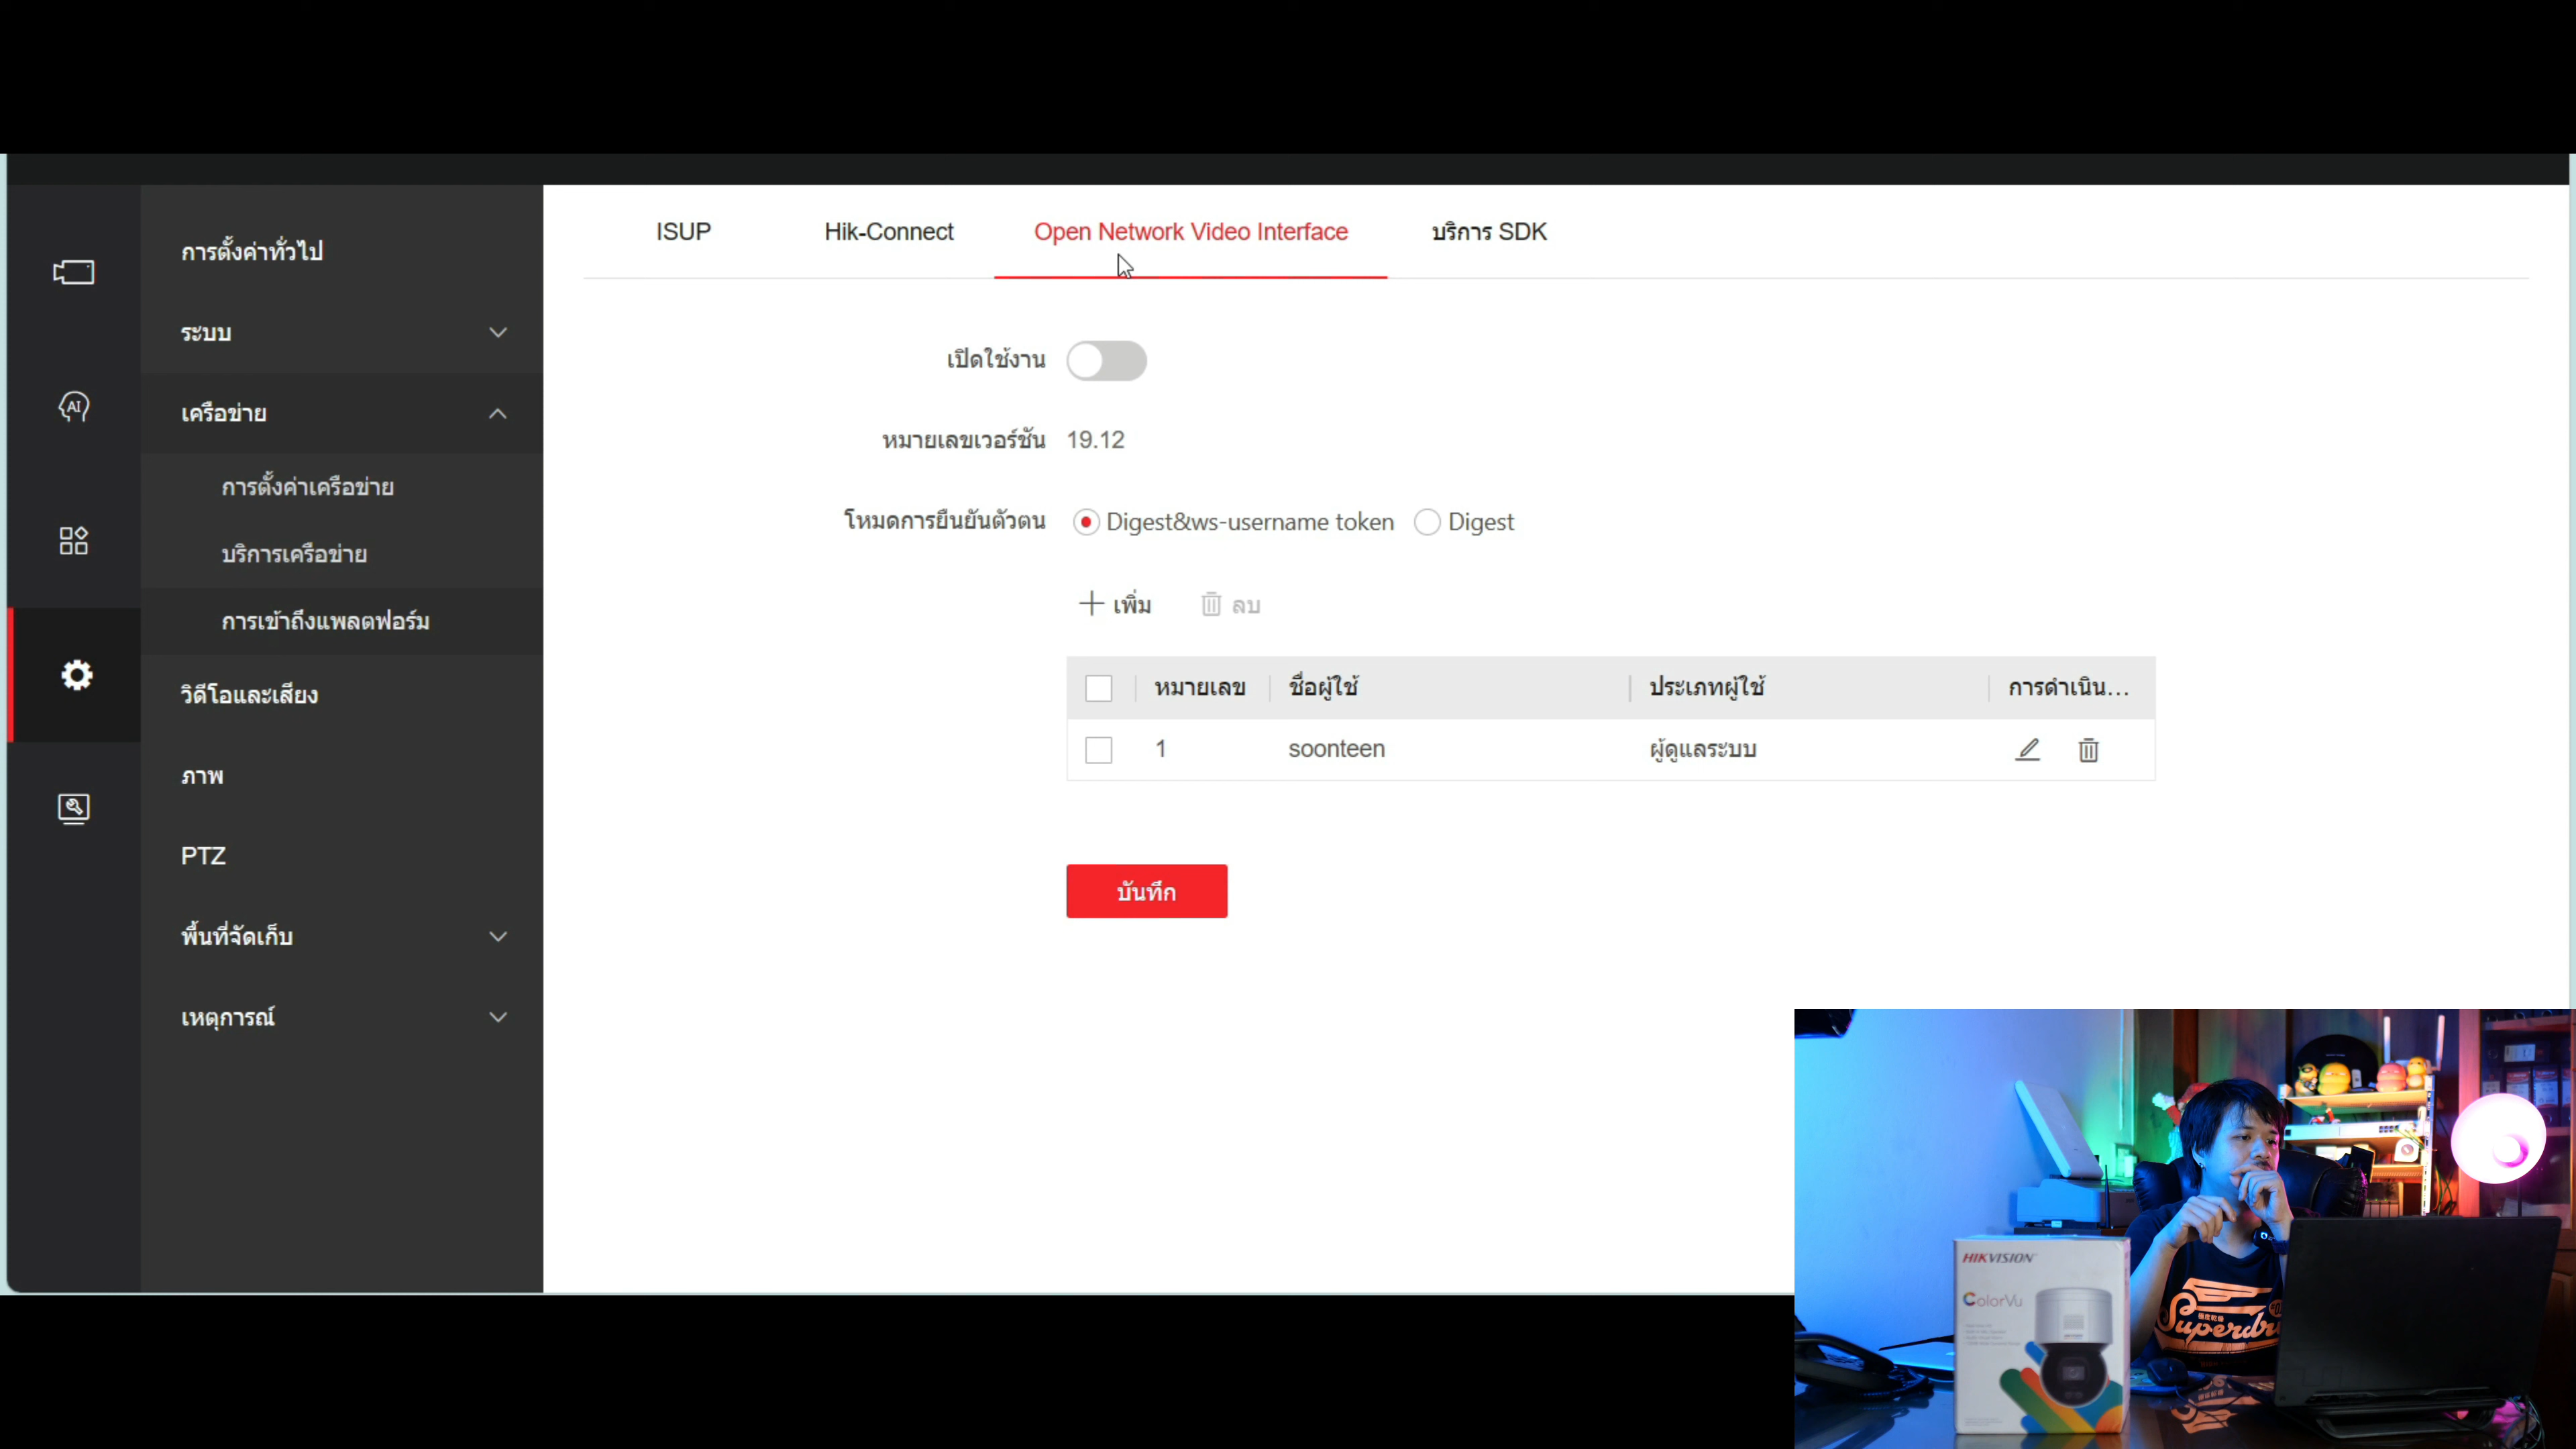 ISUP
Hik-Connect
Open Network Video Interface
บริการ SDK
การตั้งค่าทั่วไป
ระบบ
เครือข่าย
การตั้งค่าเครือข่าย
บริการเครือข่าย
การเข้าถึงแพลตฟอร์ม
วิดีโอและเสียง
ภาพ
PTZ
พื้นที่จัดเก็บ
เหตุการณ์
AI
เปิดใช้งาน
หมายเลขเวอร์ชัน 19.12
โหมดการยืนยันตัวตน Digest&ws-username token Digest
เพิ่ม ลบ
หมายเลข ชื่อผู้ใช้ ประเภทผู้ใช้ การดำเนิน...
1 soonteen ผู้ดูแลระบบ
บันทึก
HIKVISION
ColorVu